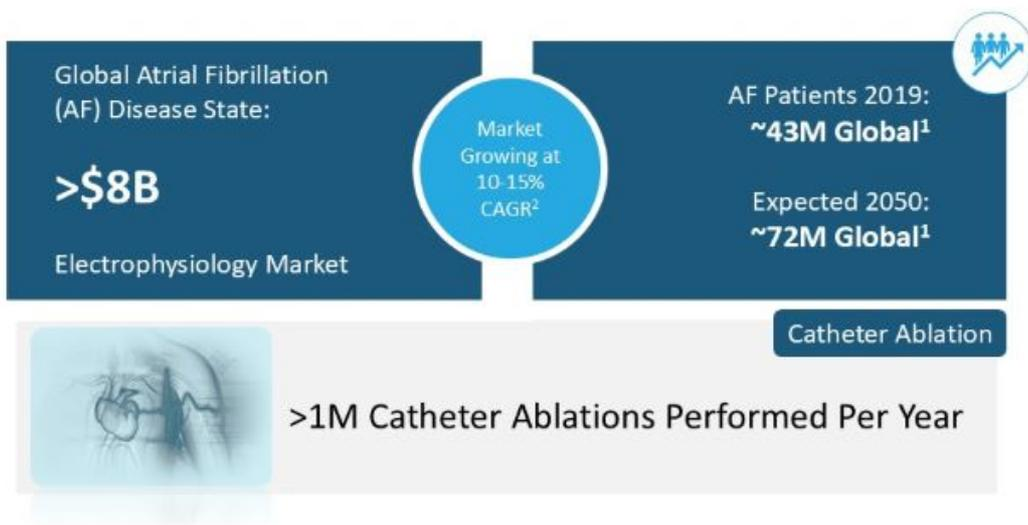 Global Atrial Fibrillation
(AF) Disease State:
>$8B
Electrophysiology Market
Market
Growing at
10-15%
CAGR²
AF Patients 2019:
~43M Global¹
Expected 2050:
~72M Global¹
Catheter Ablation
>1M Catheter Ablations Performed Per Year